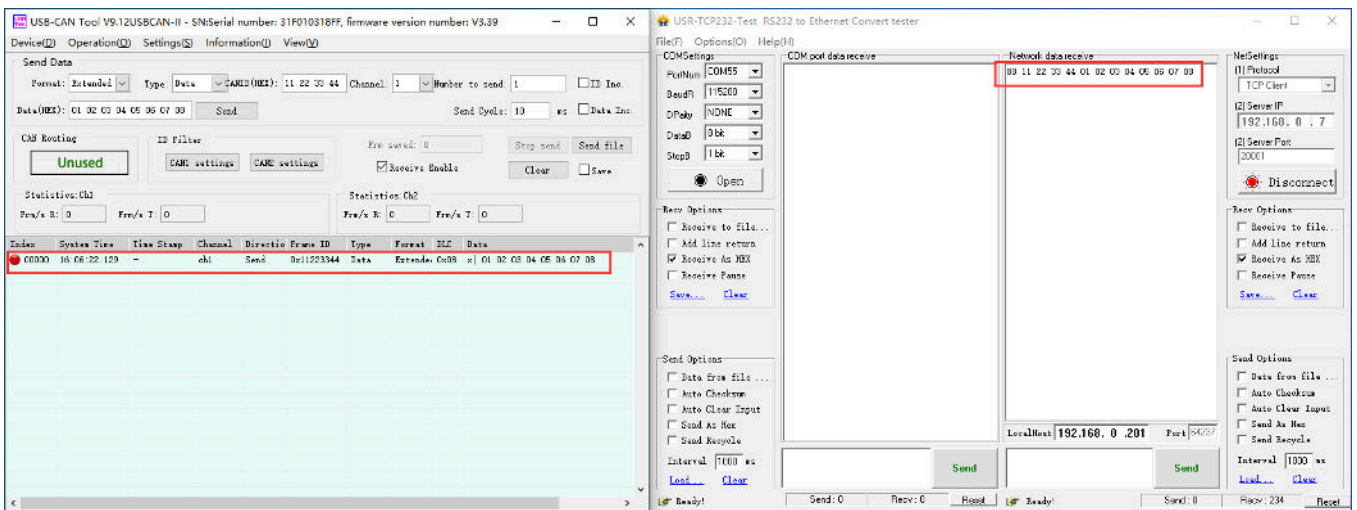 USB-CAN Tool V9.12USBCAN-II - SN:Serial number: 31F010318FF, firmware version number: V3.39
Device(D) Operation(O) Settings(S) Information(I) View(V)
Send Data
Format: Extended Type: Data CANID(HEX): 11 22 33 44 Channel: 1 Number to send: 1 ID Inc.
Data(HEX): 01 02 03 04 05 06 07 08 Send Send Cycle: 10 ms Data Inc.
CAN Routing ID Filter Frm saved: 0 Stop send Send file
Unused CAN1 settings CAN2 settings Receive Enable Clear Save
Statistics:Ch1 Statistics:Ch2
Frm/s R: 0 Frm/s T: 0 Frm/s R: 0 Frm/s T: 0
Index System Time Time Stamp Channel Directio Frame ID Type Format DLC Data
00000 16:06:22.129 - ch1 Send 0x11223344 Data Extende 0x08 x| 01 02 03 04 05 06 07 08
USR-TCP232-Test RS232 to Ethernet Convert tester
File(F) Options(O) Help(H)
COMSettings
PortNum COM55
BaudR 115200
DParity NONE
DataB 8 bit
StopB 1 bit
Open
Recv Options
Receive to file...
Add line return
Receive As HEX
Receive Pause
Save... Clear
Send Options
Data from file ...
Auto Checksum
Auto Clear Input
Send As Hex
Send Recycle
Interval 1000 ms
Load... Clear
COM port data receive
Send
Ready! Send : 0 Recv : 0 Reset
Network data receive
88 11 22 33 44 01 02 03 04 05 06 07 08
LocalHost 192.168. 0 .201 Port 64237
Send
Ready! Send : 0 Recv : 234 Reset
NetSettings
(1) Protocol
TCP Client
(2) Server IP
192.168. 0 . 7
(2) Server Port
20001
Disconnect
Recv Options
Receive to file...
Add line return
Receive As HEX
Receive Pause
Save... Clear
Send Options
Data from file ...
Auto Checksum
Auto Clear Input
Send As Hex
Send Recycle
Interval 1000 ms
Load... Clear